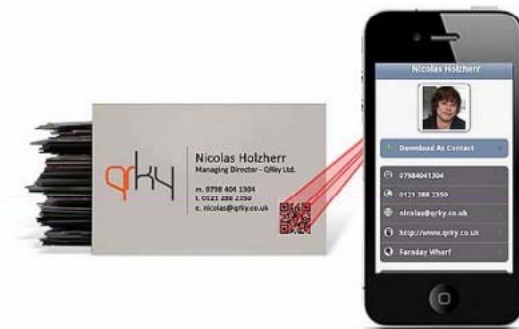 qrky
Nicolas Holzherr
Managing Director - QRky Ltd.
m. 0798 404 1304
t. 0121 288 2350
e. nicolas@qrky.co.uk
Nicolas Holzherr
Download As Contact
07984041304
0121 288 2350
nicolas@qrky.co.uk
http://www.qrky.co.uk
Faraday Wharf